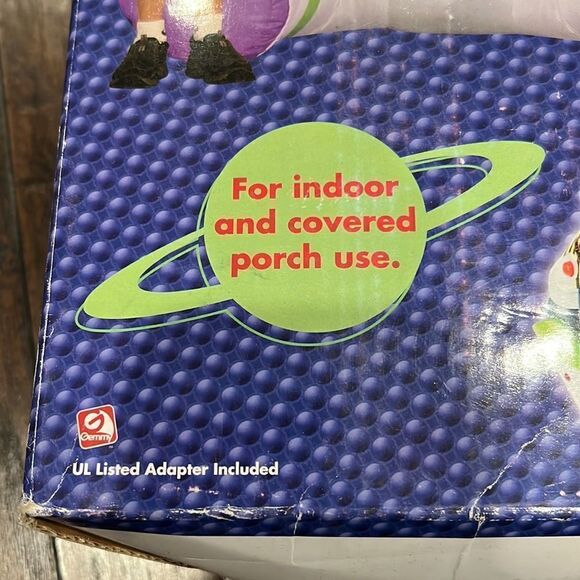 For indoor
and covered
porch use.
Gemmy
UL Listed Adapter Included